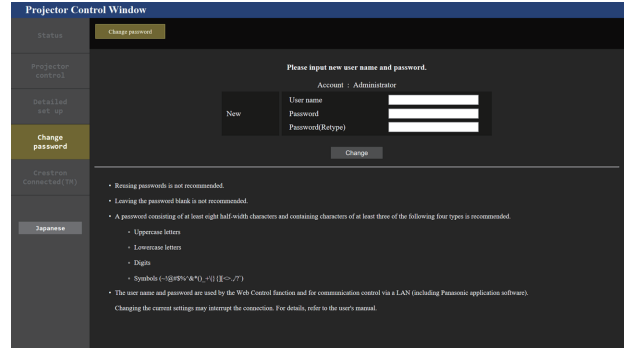 Projector Control Window
Status
Change password
Projector
control
Detailed
set up
Change
password
Crestron
Connected(TM)
Japanese
Please input new user name and password.
Account : Administrator
New
User name
Password
Password(Retype)
Change
• Reusing passwords is not recommended.
• Leaving the password blank is not recommended.
• A password consisting of at least eight half-width characters and containing characters of at least three of the following four types is recommended.
• Uppercase letters
• Lowercase letters
• Digits
• Symbols
• The user name and password are used by the Web Control function and for communication control via a LAN (including Panasonic application software).
Changing the current settings may interrupt the connection. For details, refer to the user's manual.